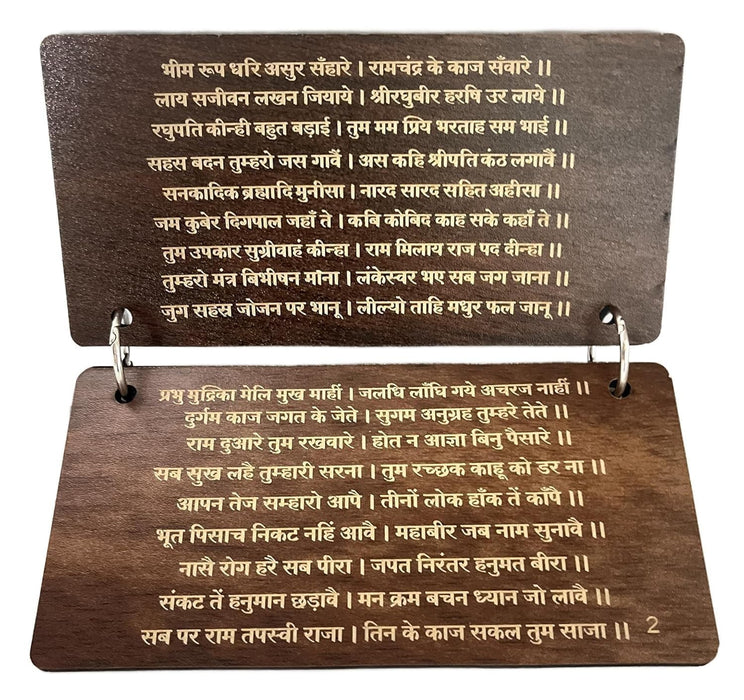 भीम रूप धरि असुर सँहारे । रामचंद्र के काज सँवारे ।।
लाय सजीवन लखन जियाये । श्रीरघुबीर हरषि उर लाये ।।
रघुपति कीन्ही बहुत बड़ाई । तुम मम प्रिय भरताह सम भाई ।।
सहस बदन तुम्हरो जस गावैं । अस कहि श्रीपति कंठ लगावैं ।।
सनकादिक ब्रह्मादि मुनीसा । नारद सारद सहित अहीसा ।।
जम कुबेर दिगपाल जहाँ ते । कबि कोबिद काह सके कहाँ ते ।।
तुम उपकार सुग्रीवाहं कीन्हा । राम मिलाय राज पद दीन्हा ।।
तुम्हरो मंत्र बिभीषन माना । लंकेस्वर भए सब जग जाना ।।
जुग सहस्र जोजन पर भानू । लील्यो ताहि मधुर फल जानू ।।
प्रभु मुद्रिका मेलि मुख माहीं । जलधि लाँघि गये अचरज नाहीं ।।
दुर्गम काज जगत के जेते । सुगम अनुग्रह तुम्हरे तेते ।।
राम दुआरे तुम रखवारे । होत न आज्ञा बिनु पैसारे ।।
सब सुख लहै तुम्हारी सरना । तुम रच्छक काहू को डर ना ।।
आपन तेज सम्हारो आपै । तीनों लोक हाँक तें काँपै ।।
भूत पिसाच निकट नहिं आवै । महाबीर जब नाम सुनावै ।।
नासै रोग हरै सब पीरा । जपत निरंतर हनुमत बीरा ।।
संकट तें हनुमान छड़ावै । मन क्रम बचन ध्यान जो लावै ।।
सब पर राम तपस्वी राजा । तिन के काज सकल तुम साजा ।। 2